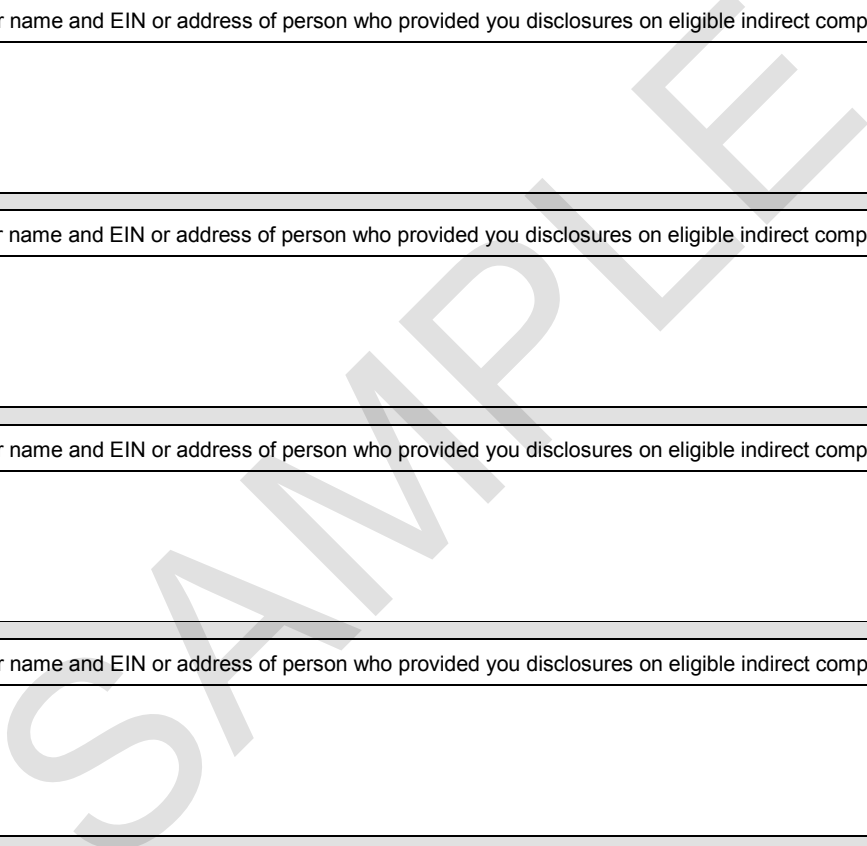 r name and EIN or address of person who provided you disclosures on eligible indirect comp
r name and EIN or address of person who provided you disclosures on eligible indirect comp
r name and EIN or address of person who provided you disclosures on eligible indirect comp
r name and EIN or address of person who provided you disclosures on eligible indirect comp
SAMPLE